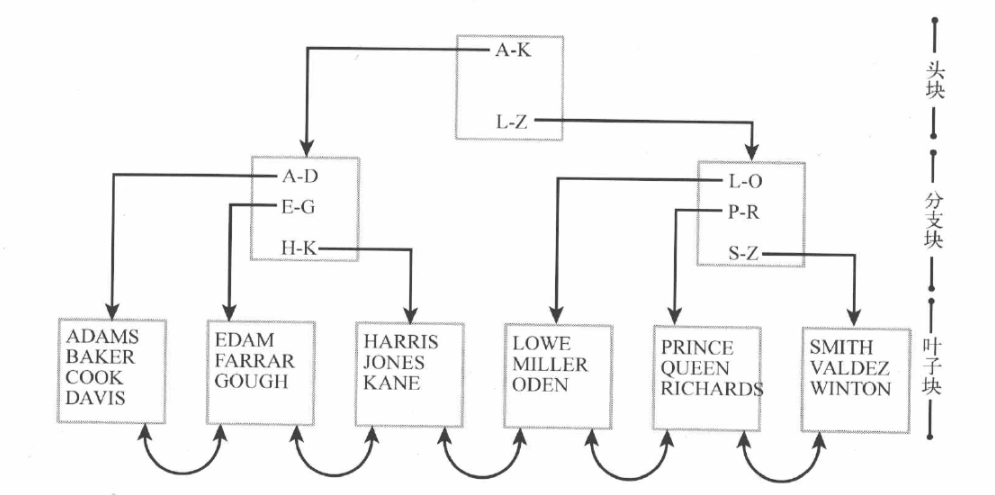 A-K
L-Z
头块
A-D
E-G
H-K
L-O
P-R
S-Z
分支块
ADAMS
BAKER
COOK
DAVIS
EDAM
FARRAR
GOUGH
HARRIS
JONES
KANE
LOWE
MILLER
ODEN
PRINCE
QUEEN
RICHARDS
SMITH
VALDEZ
WINTON
叶子块